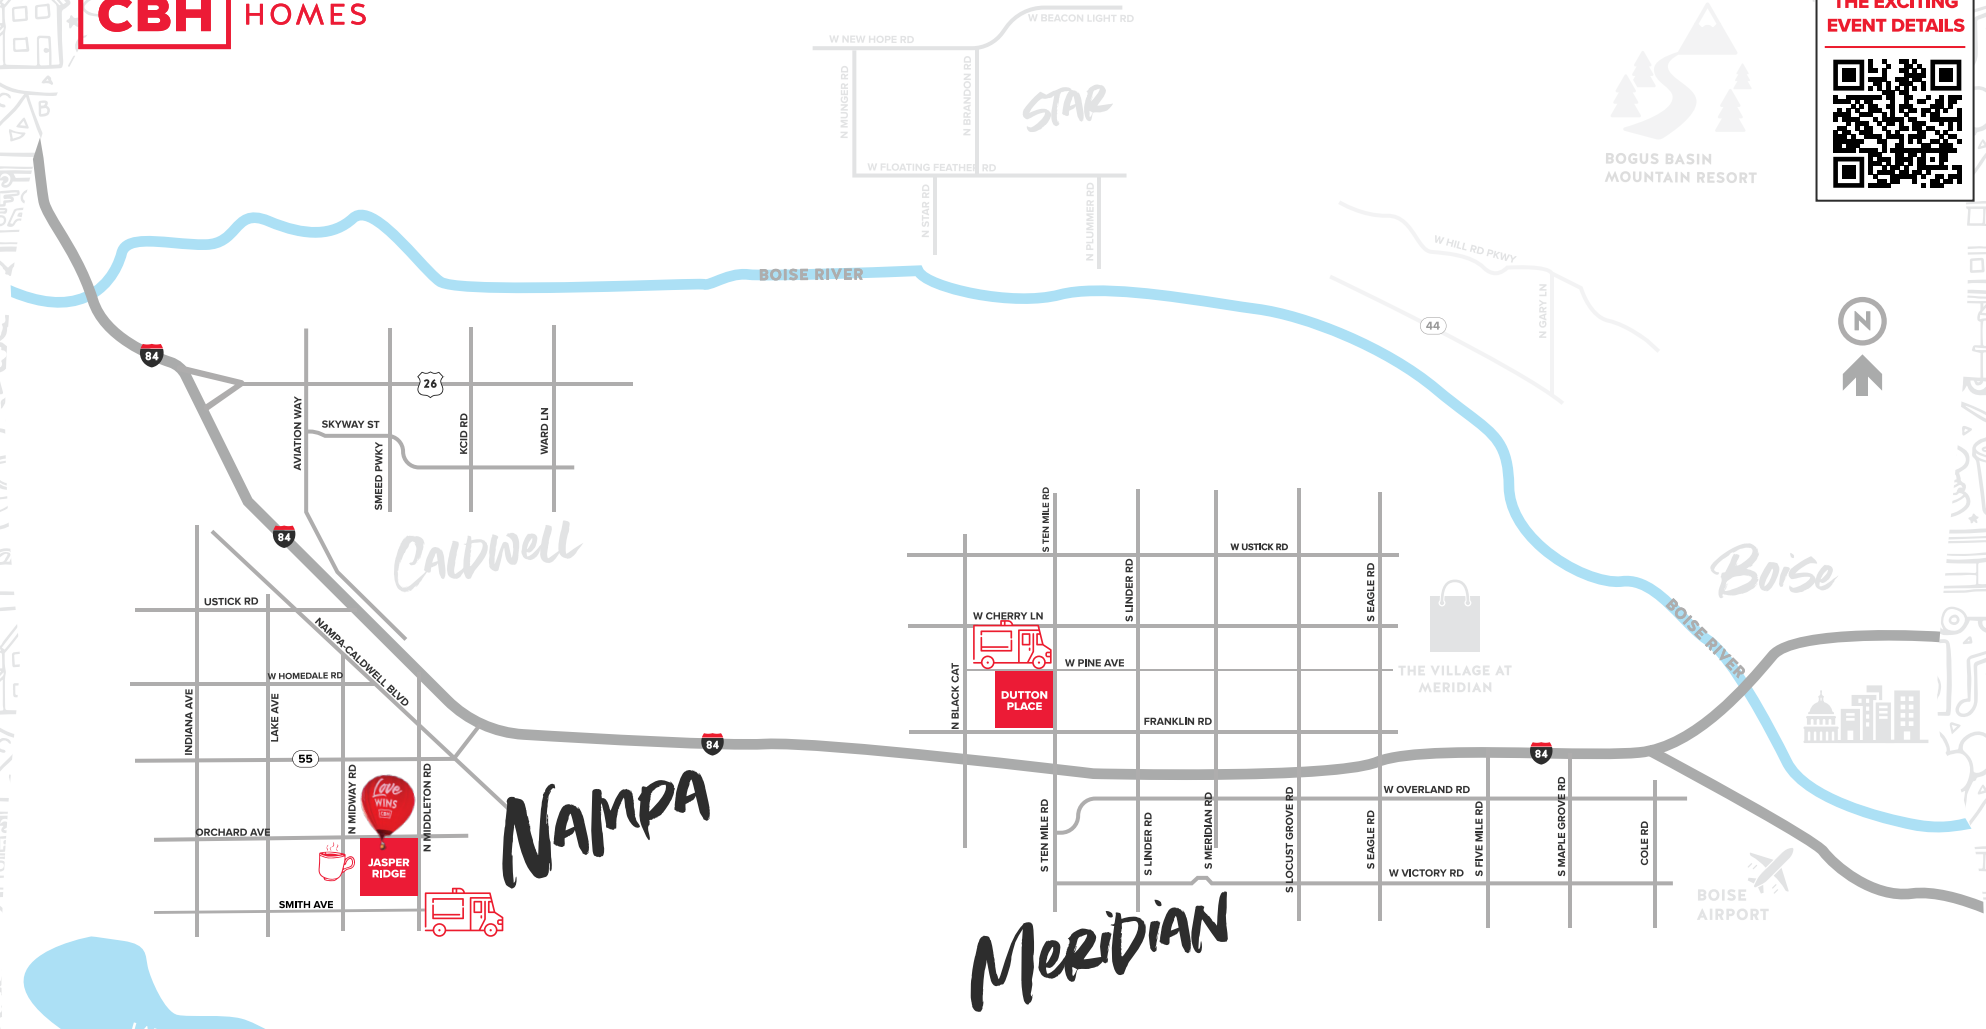 CBH
HOMES
THE EXCITING
EVENT DETAILS
W BEACON LIGHT RD
W NEW HOPE RD
N MUNGER RD
N BRANDON RD
STAR
W FLOATING FEATHER RD
N STAR RD
N PLUMMER RD
BOGUS BASIN
MOUNTAIN RESORT
W HILL RD PKWY
44
N GARY LN
N
BOISE RIVER
84
26
AVIATION WAY
SKYWAY ST
SMEED PWKY
KCID RD
WARD LN
84
CALDWELL
USTICK RD
NAMPA-CALDWELL BLVD
W HOMEDALE RD
INDIANA AVE
LAKE AVE
55
N MIDWAY RD
N MIDDLETON RD
Love
WINS
CBH
ORCHARD AVE
JASPER
RIDGE
SMITH AVE
NAMPA
84
S TEN MILE RD
W USTICK RD
S LINDER RD
S EAGLE RD
W CHERRY LN
W PINE AVE
N BLACK CAT
DUTTON
PLACE
FRANKLIN RD
THE VILLAGE AT
MERIDIAN
Boise
BOISE RIVER
84
W OVERLAND RD
S TEN MILE RD
S LINDER RD
S MERIDIAN RD
S LOCUST GROVE RD
S EAGLE RD
S FIVE MILE RD
S MAPLE GROVE RD
COLE RD
W VICTORY RD
BOISE
AIRPORT
MERIDIAN